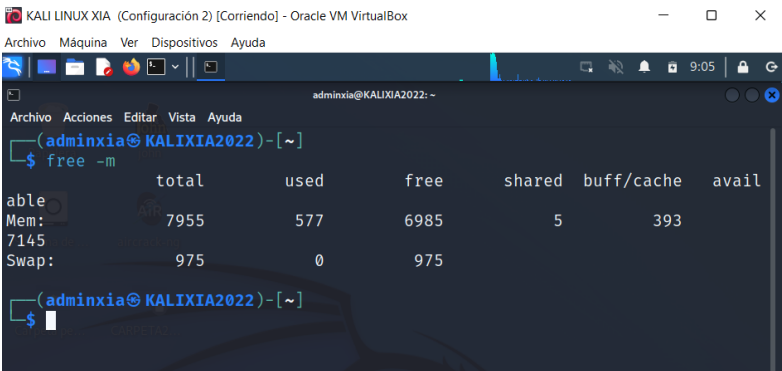 KALI LINUX XIA (Configuración 2) [Corriendo] - Oracle VM VirtualBox
Archivo Máquina Ver Dispositivos Ayuda
9:05
adminxia@KALIXIA2022: ~
Archivo Acciones Editar Vista Ayuda
┌──(adminxia㉿KALIXIA2022)-[~]
└─$ free -m
total used free shared buff/cache avail
able
Mem: 7955 577 6985 5 393
7145
Swap: 975 0 975
┌──(adminxia㉿KALIXIA2022)-[~]
└─$